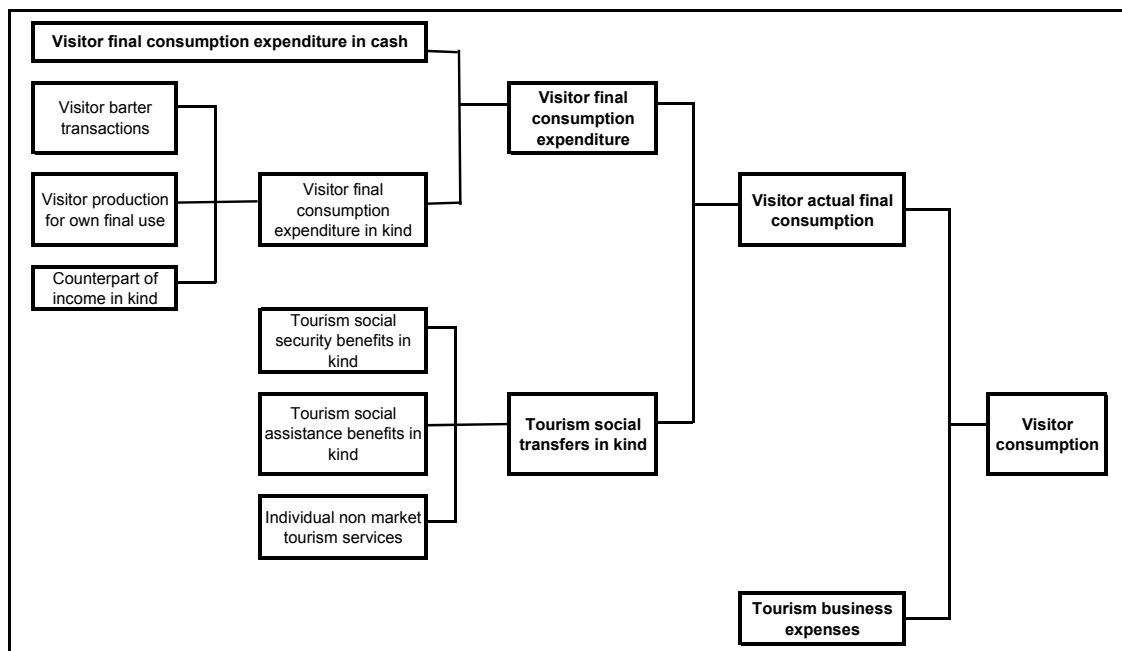 Visitor final consumption expenditure in cash
Visitor barter
transactions
Visitor final
consumption
expenditure
Visitor production
for own final use
Visitor final
consumption
expenditure in kind
Visitor actual final
consumption
Counterpart of
income in kind
Tourism social
security benefits in
kind
Tourism social
assistance benefits in
kind
Tourism social
transfers in kind
Visitor
consumption
Individual non market
tourism services
Tourism business
expenses